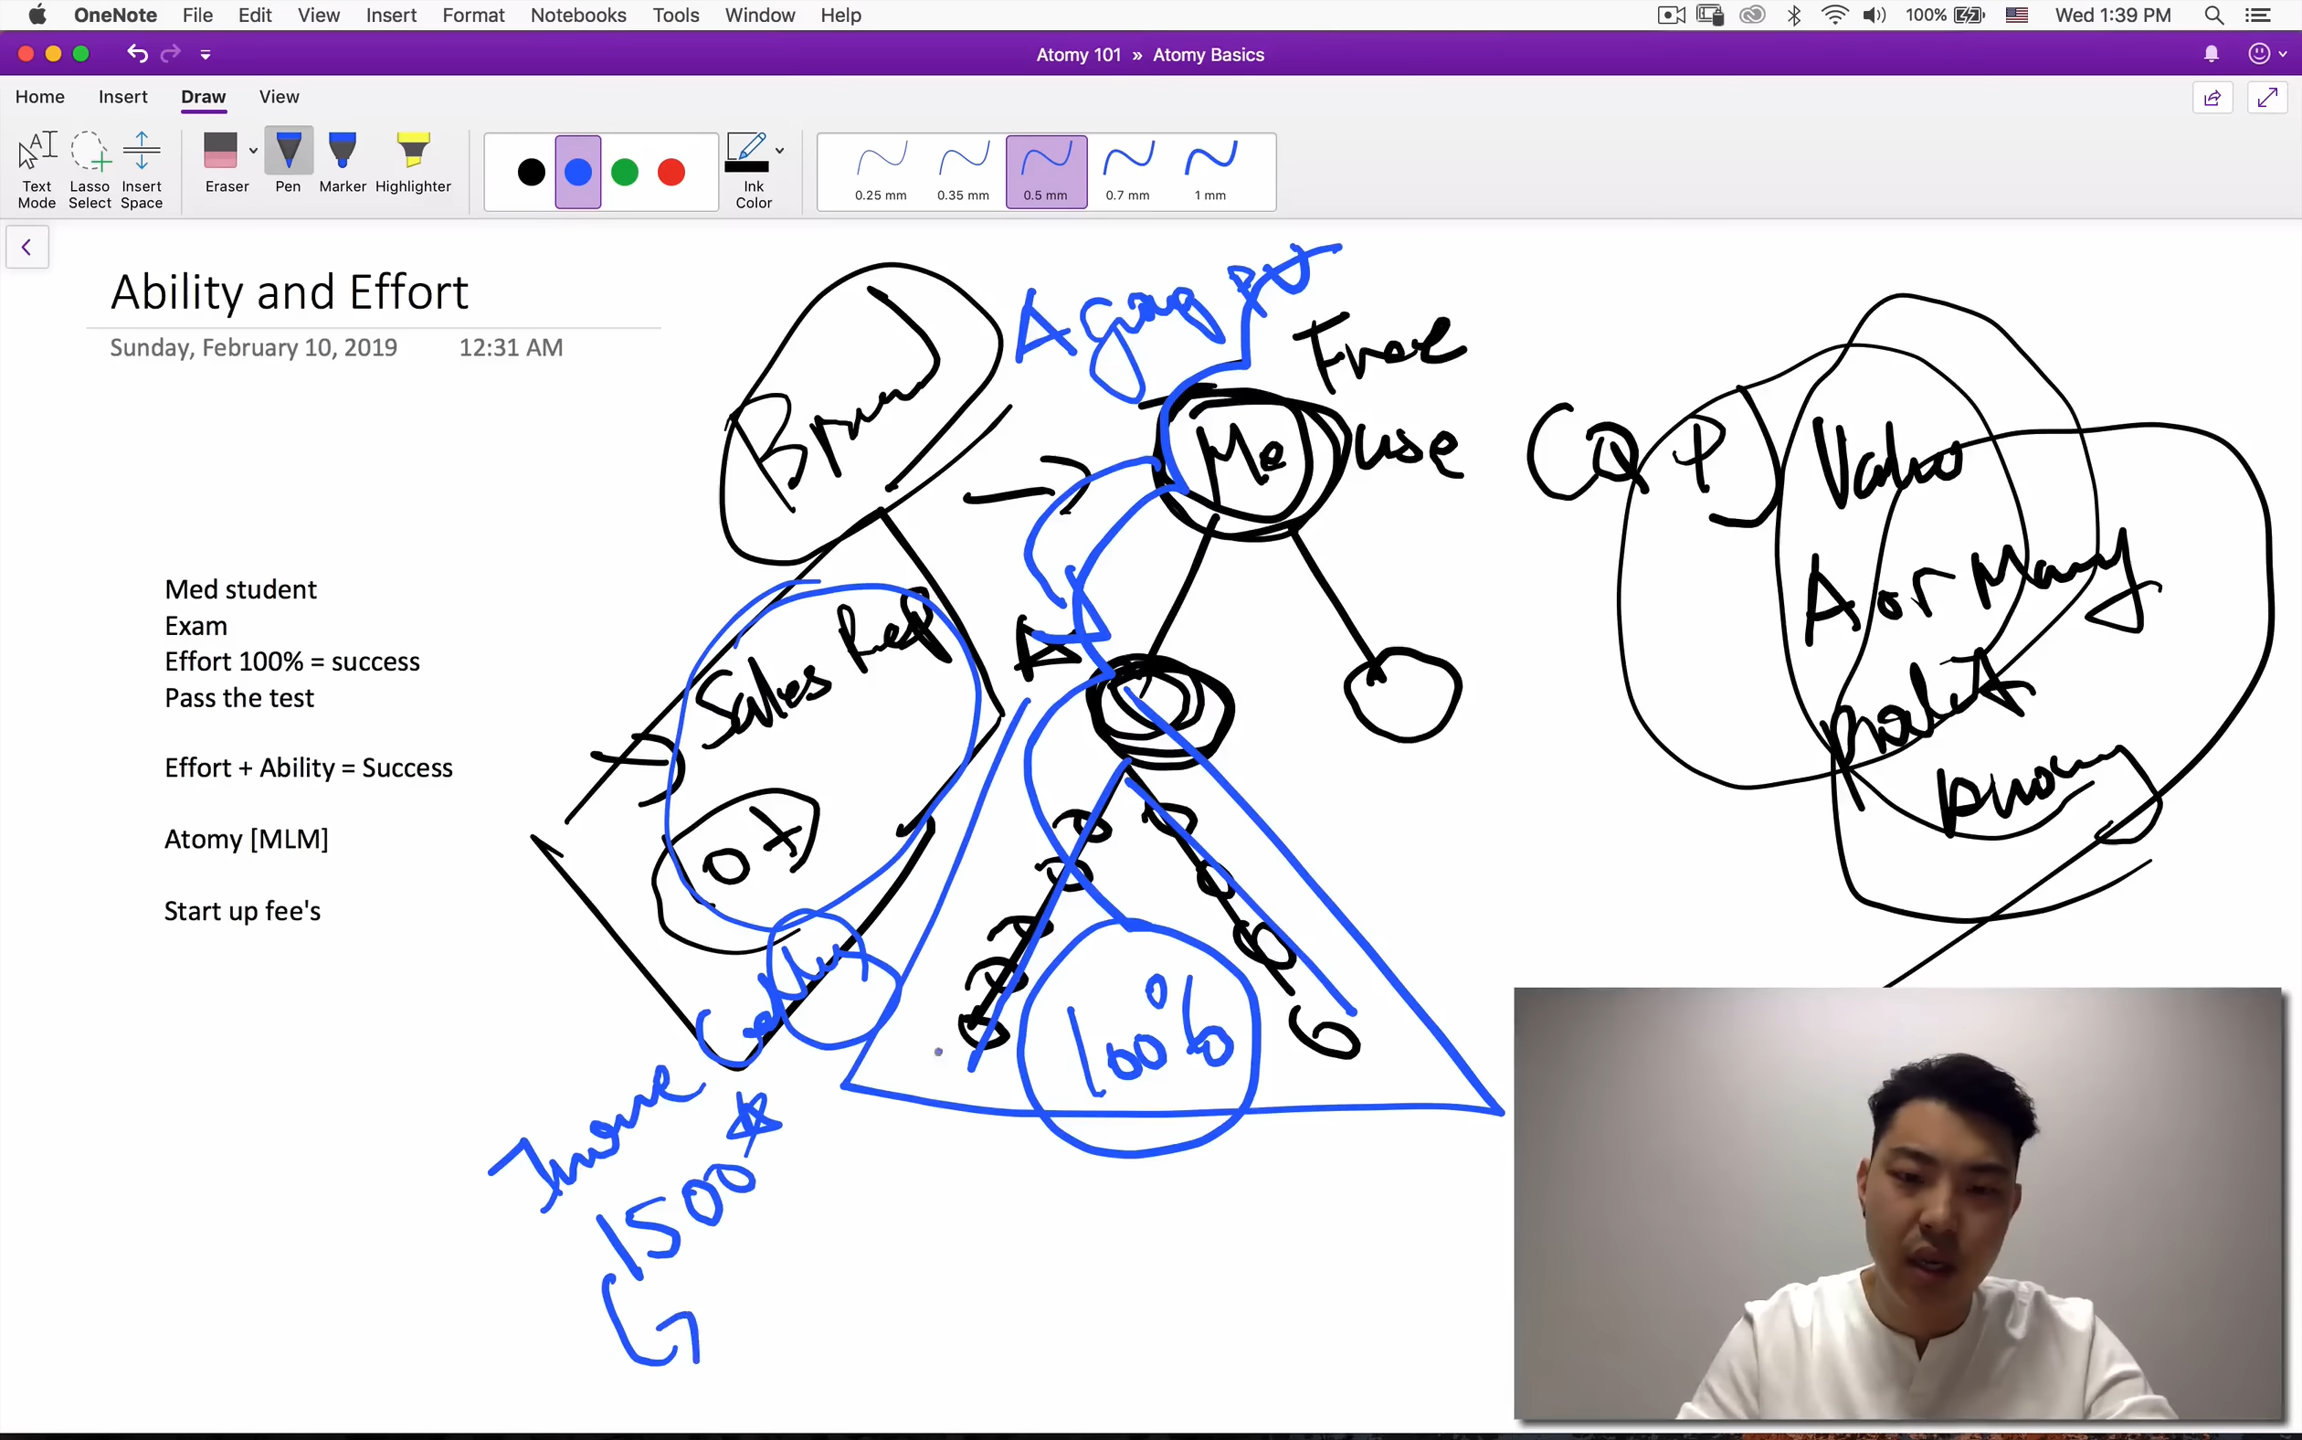 OneNote File Edit View Insert Format Notebooks Tools Window Help 100% Wed 1:39 PM
Atomy 101 » Atomy Basics
Home Insert Draw View
Text Mode
Lasso Select
Insert Space
Eraser
Pen
Marker
Highlighter
Ink Color
0.25 mm
0.35 mm
0.5 mm
0.7 mm
1 mm
Ability and Effort
Sunday, February 10, 2019 12:31 AM
Med student
Exam
Effort 100% = success
Pass the test
Effort + Ability = Success
Atomy [MLM]
Start up fee's
Free
Me
use
A or Many
Sales Rep
100%
Income
1500